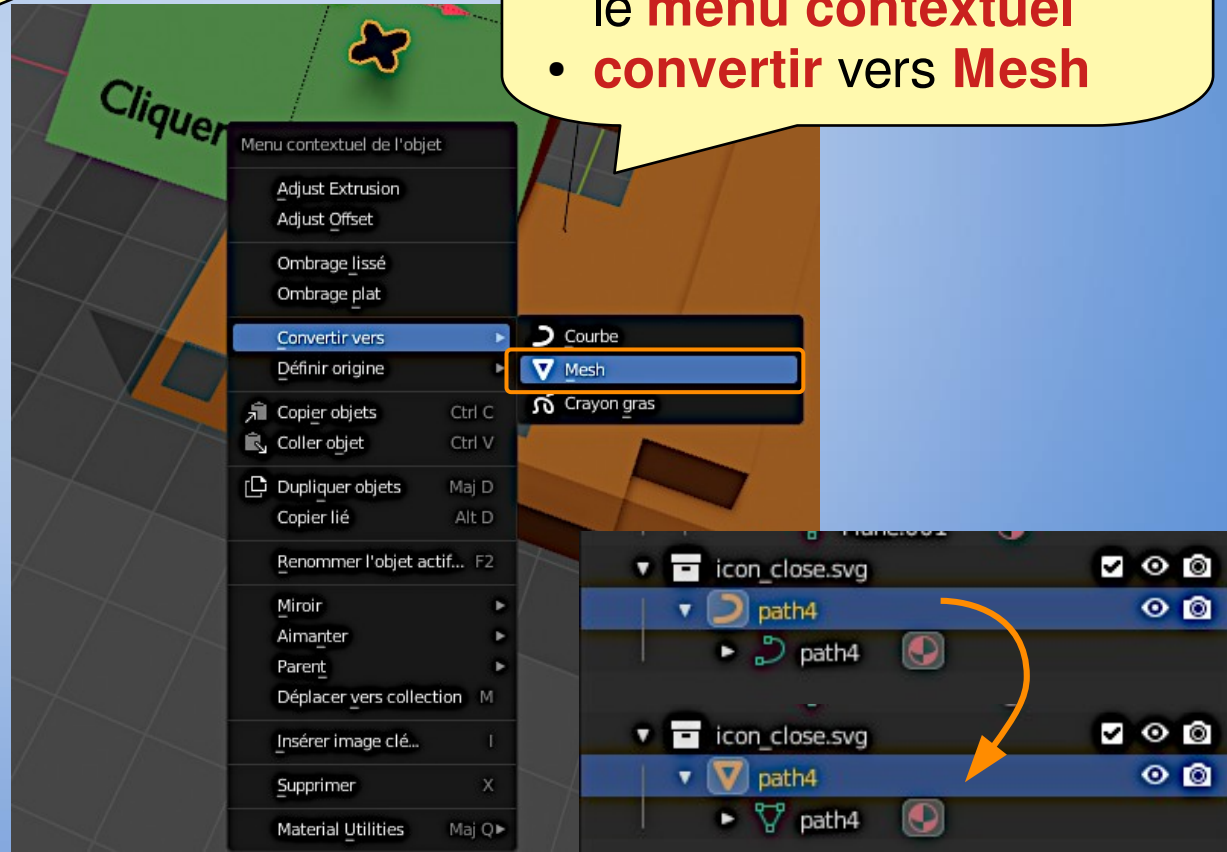 le menu contextuel
• convertir vers Mesh
Cliquer
Menu contextuel de l'objet
Adjust Extrusion
Adjust Offset
Ombrage lissé
Ombrage plat
Convertir vers
Courbe
Définir origine
Mesh
Crayon gras
Copier objets Ctrl C
Coller objet Ctrl V
Dupliquer objets Maj D
Copier lié Alt D
Renommer l'objet actif... F2
Miroir
Aimanter
Parent
Déplacer vers collection M
Insérer image clé... I
Supprimer X
Material Utilities Maj Q
Plane.001
icon_close.svg
path4
path4
icon_close.svg
path4
path4